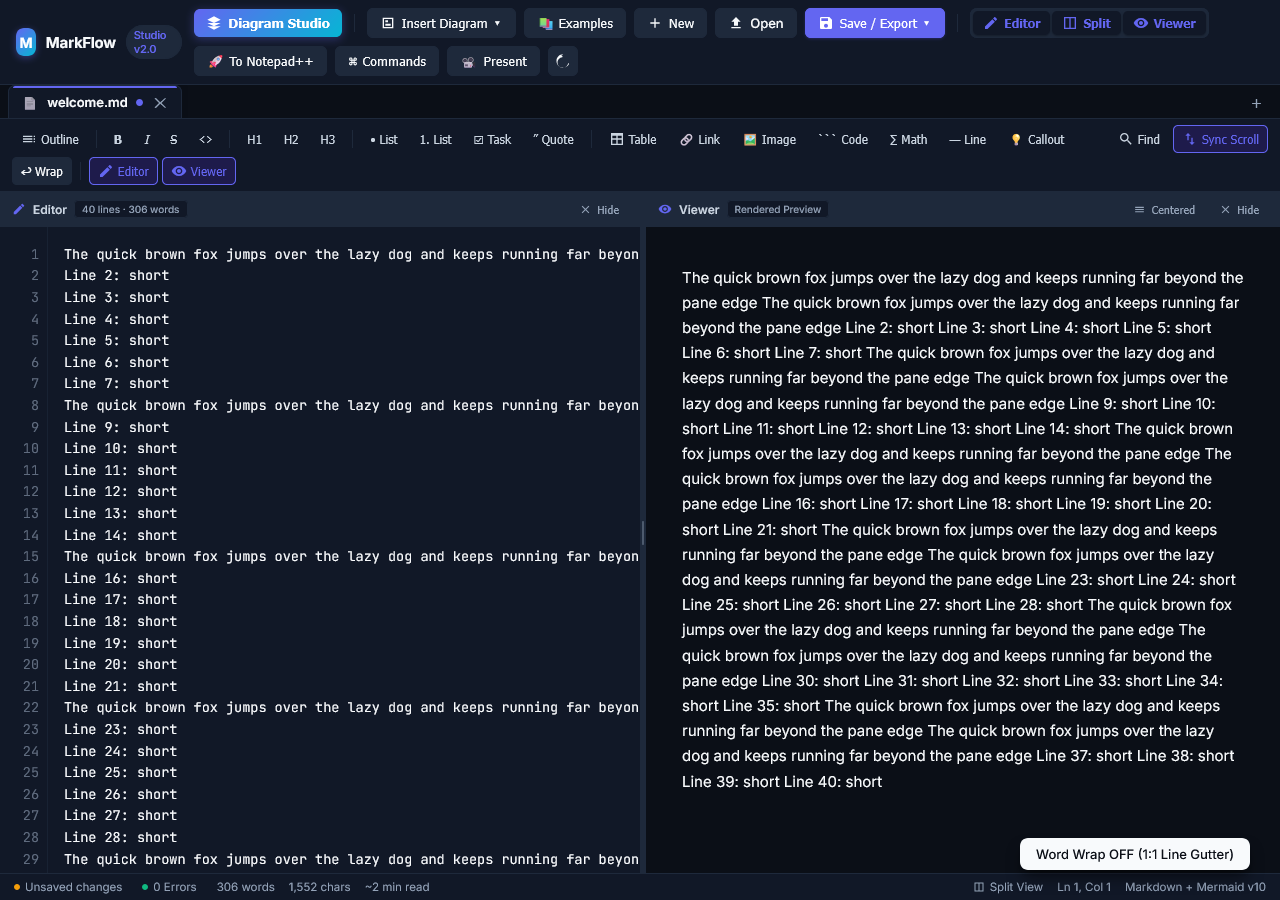 M MarkFlow Studio v2.0
Diagram Studio Insert Diagram ▾ Examples + New Open Save / Export ▾ Editor Split Viewer
To Notepad++ ⌘ Commands Present
welcome.md ● ✕ +
Outline B I S <> H1 H2 H3 • List 1. List ☑ Task " Quote Table Link Image ``` Code ∑ Math — Line Callout Find Sync Scroll
↩ Wrap Editor Viewer
Editor 40 lines · 306 words ✕ Hide
1 The quick brown fox jumps over the lazy dog and keeps running far beyon
2 Line 2: short
3 Line 3: short
4 Line 4: short
5 Line 5: short
6 Line 6: short
7 Line 7: short
8 The quick brown fox jumps over the lazy dog and keeps running far beyon
9 Line 9: short
10 Line 10: short
11 Line 11: short
12 Line 12: short
13 Line 13: short
14 Line 14: short
15 The quick brown fox jumps over the lazy dog and keeps running far beyon
16 Line 16: short
17 Line 17: short
18 Line 18: short
19 Line 19: short
20 Line 20: short
21 Line 21: short
22 The quick brown fox jumps over the lazy dog and keeps running far beyon
23 Line 23: short
24 Line 24: short
25 Line 25: short
26 Line 26: short
27 Line 27: short
28 Line 28: short
29 The quick brown fox jumps over the lazy dog and keeps running far beyon
Viewer Rendered Preview Centered ✕ Hide
The quick brown fox jumps over the lazy dog and keeps running far beyond the
pane edge The quick brown fox jumps over the lazy dog and keeps running far
beyond the pane edge Line 2: short Line 3: short Line 4: short Line 5: short
Line 6: short Line 7: short The quick brown fox jumps over the lazy dog and
keeps running far beyond the pane edge The quick brown fox jumps over the
lazy dog and keeps running far beyond the pane edge Line 9: short Line 10:
short Line 11: short Line 12: short Line 13: short Line 14: short The quick brown
fox jumps over the lazy dog and keeps running far beyond the pane edge The
quick brown fox jumps over the lazy dog and keeps running far beyond the
pane edge Line 16: short Line 17: short Line 18: short Line 19: short Line 20:
short Line 21: short The quick brown fox jumps over the lazy dog and keeps
running far beyond the pane edge The quick brown fox jumps over the lazy
dog and keeps running far beyond the pane edge Line 23: short Line 24: short
Line 25: short Line 26: short Line 27: short Line 28: short The quick brown fox
jumps over the lazy dog and keeps running far beyond the pane edge The
quick brown fox jumps over the lazy dog and keeps running far beyond the
pane edge Line 30: short Line 31: short Line 32: short Line 33: short Line 34:
short Line 35: short The quick brown fox jumps over the lazy dog and keeps
running far beyond the pane edge The quick brown fox jumps over the lazy
dog and keeps running far beyond the pane edge Line 37: short Line 38: short
Line 39: short Line 40: short
Word Wrap OFF (1:1 Line Gutter)
Unsaved changes 0 Errors 306 words 1,552 chars ~2 min read Split View Ln 1, Col 1 Markdown + Mermaid v10